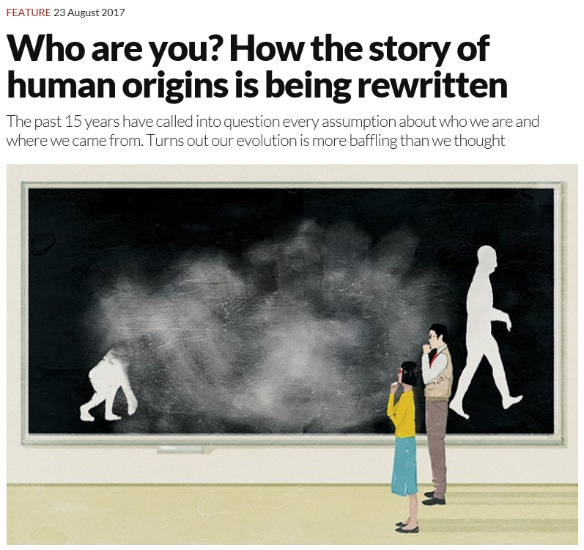 FEATURE 23 August 2017
Who are you? How the story of
human origins is being rewritten
The past 15 years have called into question every assumption about who we are and
where we came from. Turns out our evolution is more baffling than we thought